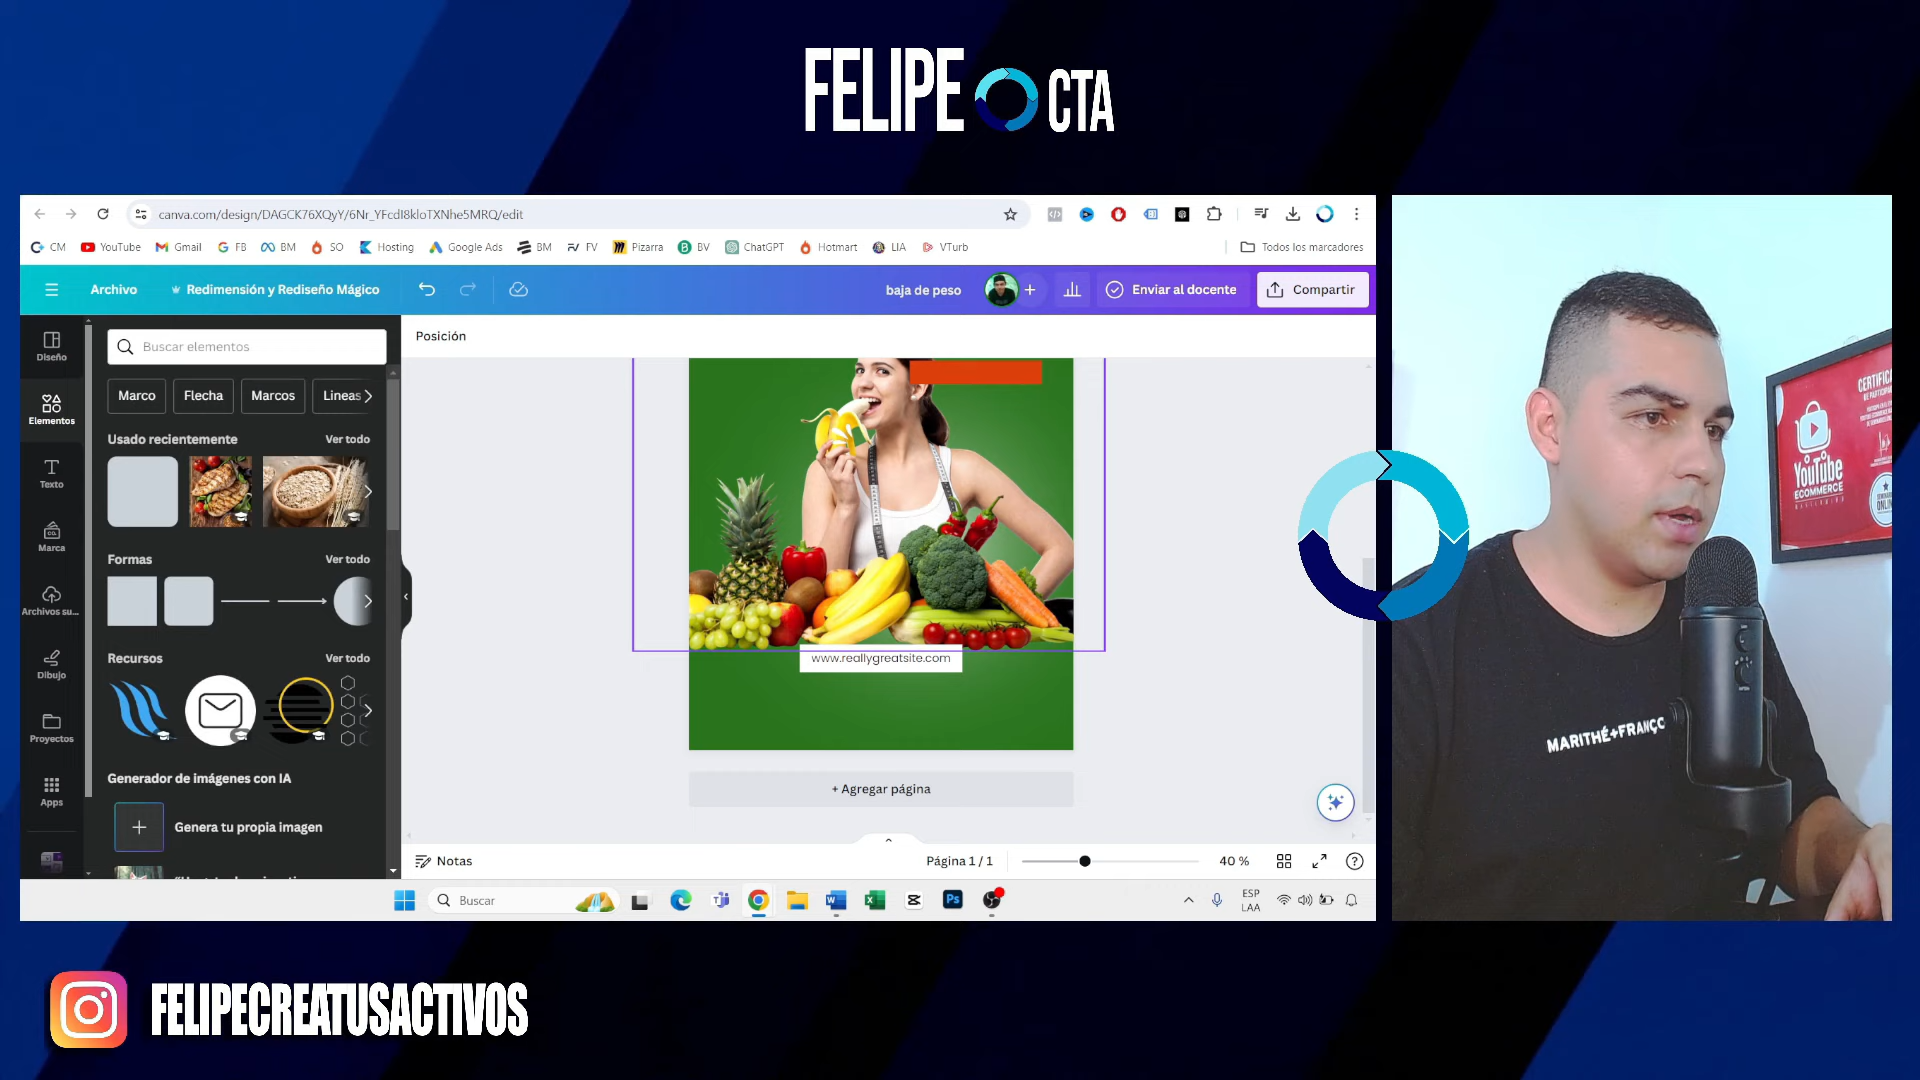 FELIPE CTA
canva.com/design/DAGCK76XQyY/6Nr_YFcdI8kloTXNhe5MRQ/edit
CM YouTube Gmail FB BM SO Hosting Google Ads BM FV Pizarra BV ChatGPT Hotmart LIA VTurb Todos los marcadores
Archivo Redimensión y Rediseño Mágico baja de peso Enviar al docente Compartir
Diseño
Elementos
Texto
Marca
Archivos su...
Dibujo
Proyectos
Apps
Buscar elementos
Marco Flecha Marcos Lineas
Usado recientemente Ver todo
Formas Ver todo
Recursos Ver todo
Generador de imágenes con IA
Genera tu propia imagen
Posición
www.reallygreatsite.com
+ Agregar página
Notas Página 1 / 1 40 %
Buscar
Ps
ESP
LAA
YouTube
ECOMMERCE
MARITHÉ+FRANÇO
FELIPECREATUSACTIVOS